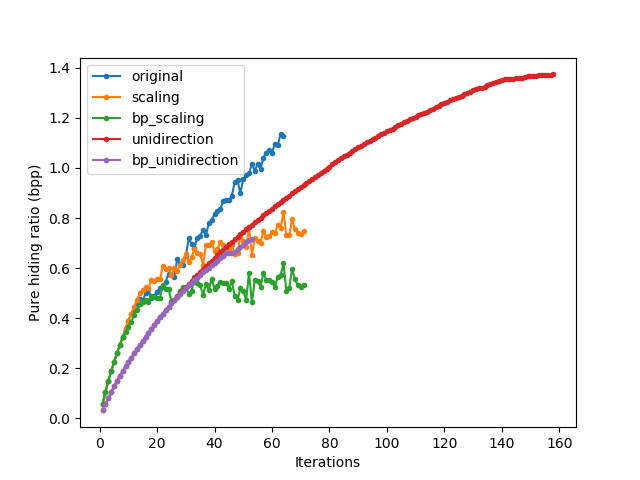 original
scaling
bp_scaling
unidirection
bp_unidirection
Pure hiding ratio (bpp)
1.4
1.2
1.0
0.8
0.6
0.4
0.2
0.0
0 20 40 60 80 100 120 140 160
Iterations